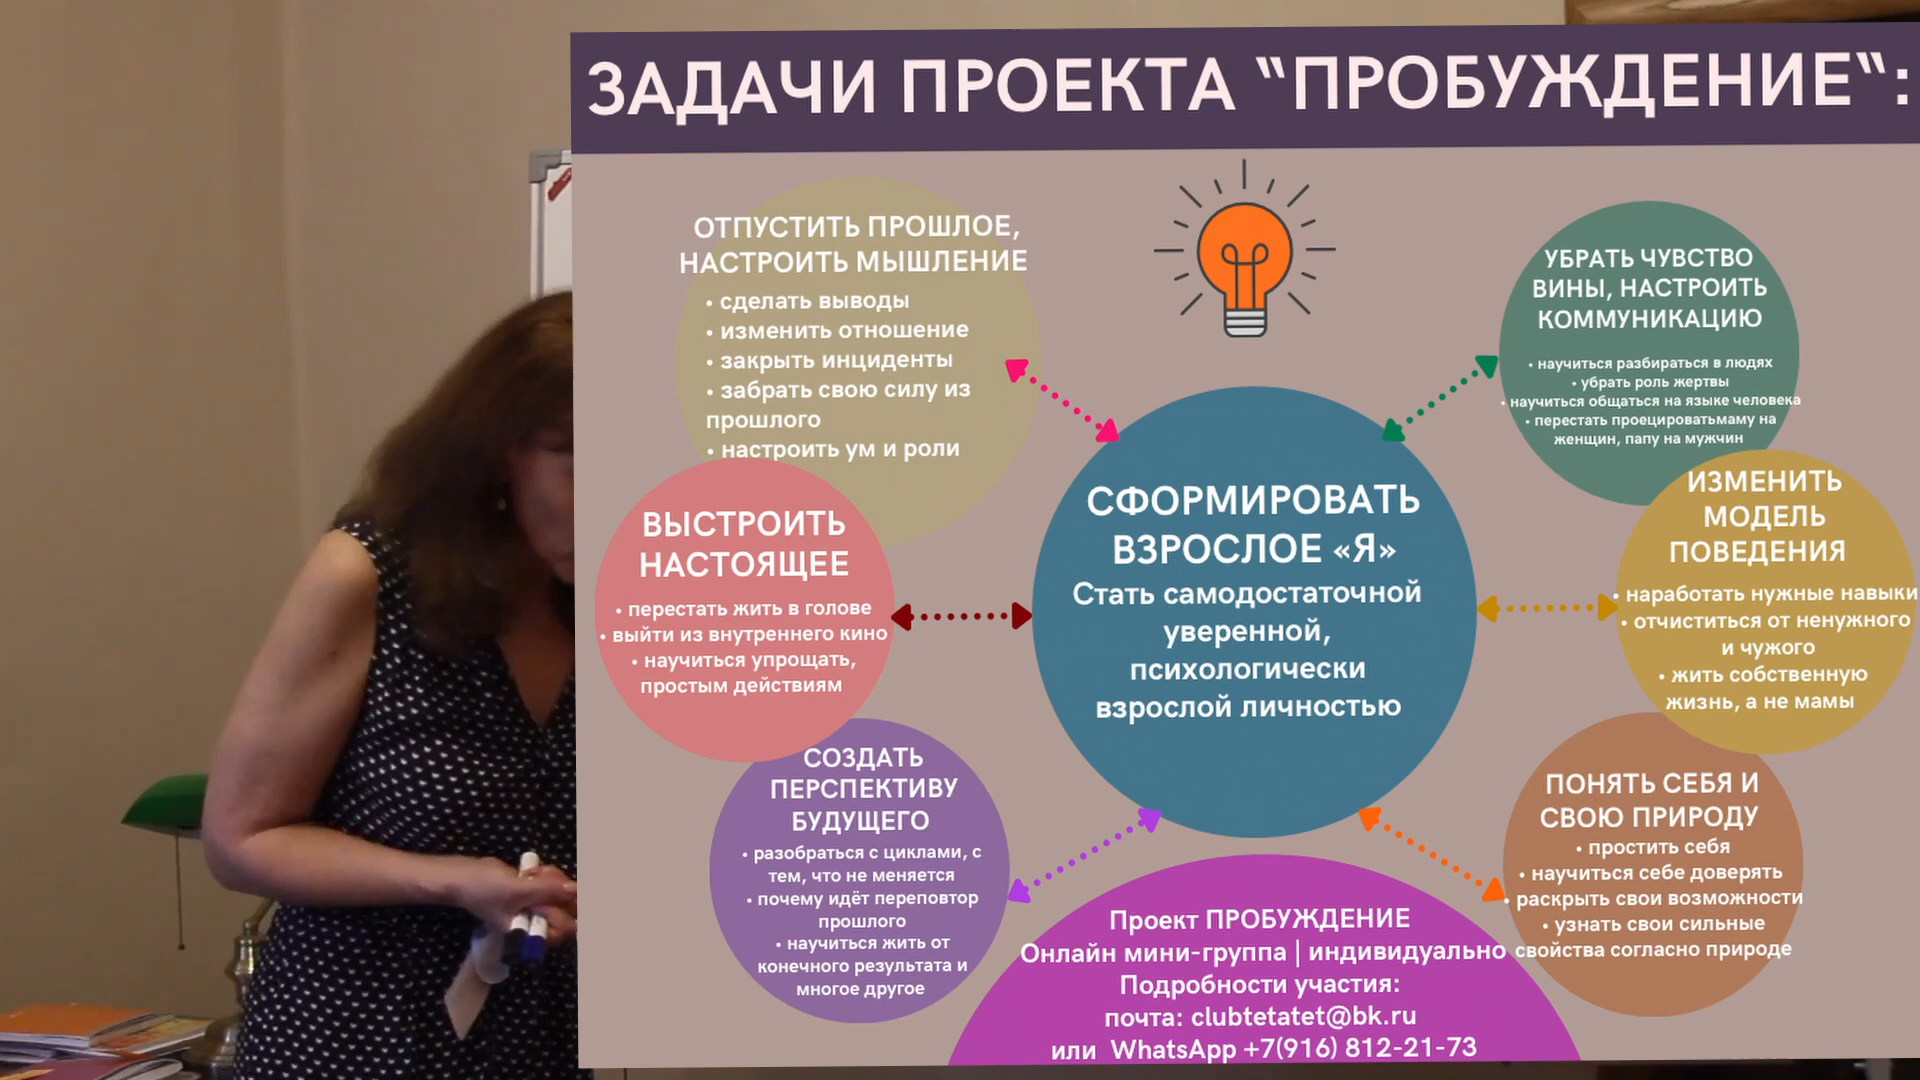 ЗАДАЧИ ПРОЕКТА “ПРОБУЖДЕНИЕ“:
ОТПУСТИТЬ ПРОШЛОЕ,
НАСТРОИТЬ МЫШЛЕНИЕ
• сделать выводы
• изменить отношение
• закрыть инциденты
• забрать свою силу из
прошлого
• настроить ум и роли
ВЫСТРОИТЬ
НАСТОЯЩЕЕ
• перестать жить в голове
• выйти из внутреннего кино
• научиться упрощать,
простым действиям
СОЗДАТЬ
ПЕРСПЕКТИВУ
БУДУЩЕГО
• разобраться с циклами, с
тем, что не меняется
• почему идёт переповтор
прошлого
• научиться жить от
конечного результата и
многое другое
СФОРМИРОВАТЬ
ВЗРОСЛОЕ «Я»
Стать самодостаточной
уверенной,
психологически
взрослой личностью
УБРАТЬ ЧУВСТВО
ВИНЫ, НАСТРОИТЬ
КОММУНИКАЦИЮ
• научиться разбираться в людях
• убрать роль жертвы
• научиться общаться на языке человека
• перестать проецироватьмаму на
женщин, папу на мужчин
ИЗМЕНИТЬ
МОДЕЛЬ
ПОВЕДЕНИЯ
• наработать нужные навыки
• отчиститься от ненужного
и чужого
• жить собственную
жизнь, а не мамы
ПОНЯТЬ СЕБЯ И
СВОЮ ПРИРОДУ
• простить себя
• научиться себе доверять
• раскрыть свои возможности
• узнать свои сильные
свойства согласно природе
Проект ПРОБУЖДЕНИЕ
Онлайн мини-группа | индивидуально
Подробности участия:
почта: clubtetatet@bk.ru
или WhatsApp +7(916) 812-21-73